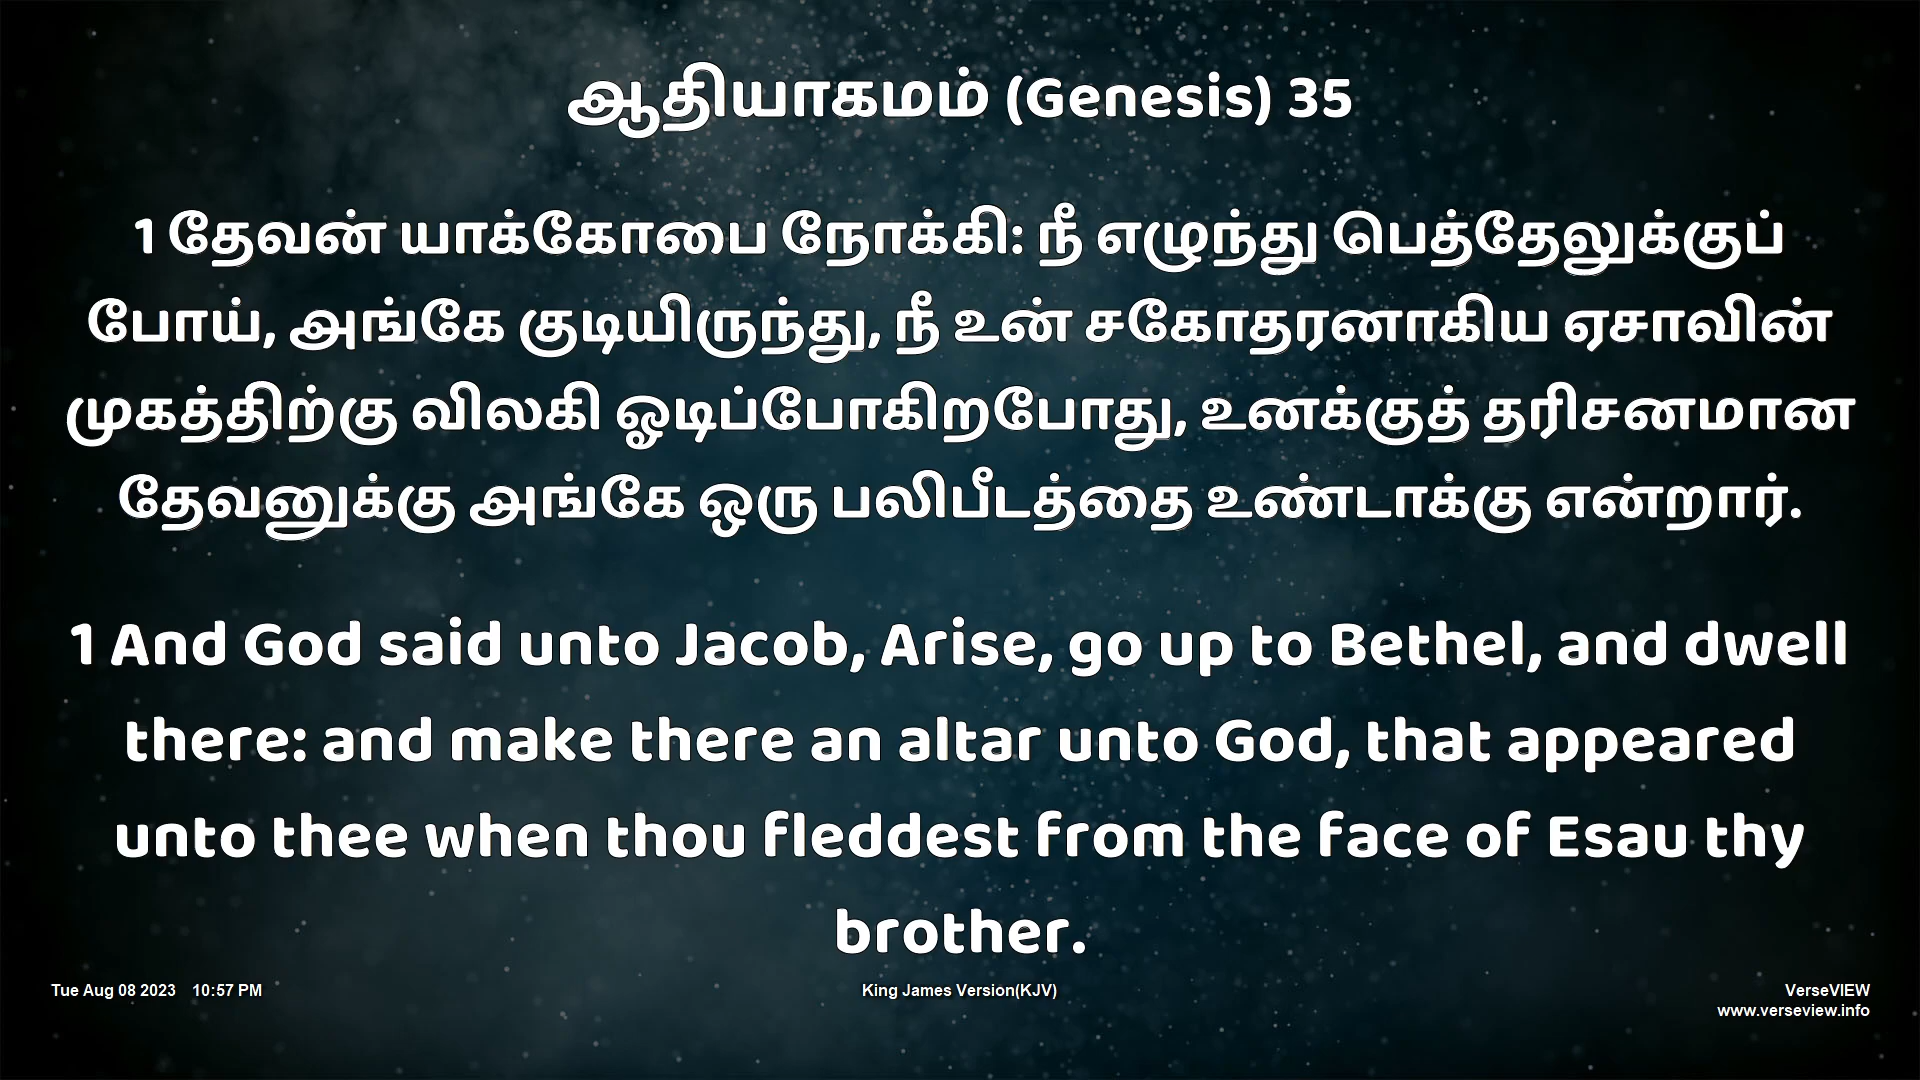 ஆதியாகமம் (Genesis) 35
1 தேவன் யாக்கோபை நோக்கி: நீ எழுந்து பெத்தேலுக்குப்
போய், அங்கே குடியிருந்து, நீ உன் சகோதரனாகிய ஏசாவின்
முகத்திற்கு விலகி ஓடிப்போகிறபோது, உனக்குத் தரிசனமான
தேவனுக்கு அங்கே ஒரு பலிபீடத்தை உண்டாக்கு என்றார்.
1 And God said unto Jacob, Arise, go up to Bethel, and dwell
there: and make there an altar unto God, that appeared
unto thee when thou fleddest from the face of Esau thy
brother.
Tue Aug 08 2023 10:57 PM
King James Version(KJV)
VerseVIEW
www.verseview.info